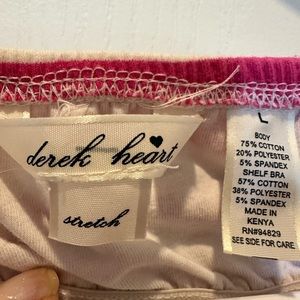 derek heart
stretch
L
BODY
75% COTTON
20% POLYESTER
5% SPANDEX
SHELF BRA
57% COTTON
38% POLYESTER
5% SPANDEX
MADE IN
KENYA
RN#94829
SEE SIDE FOR CARE